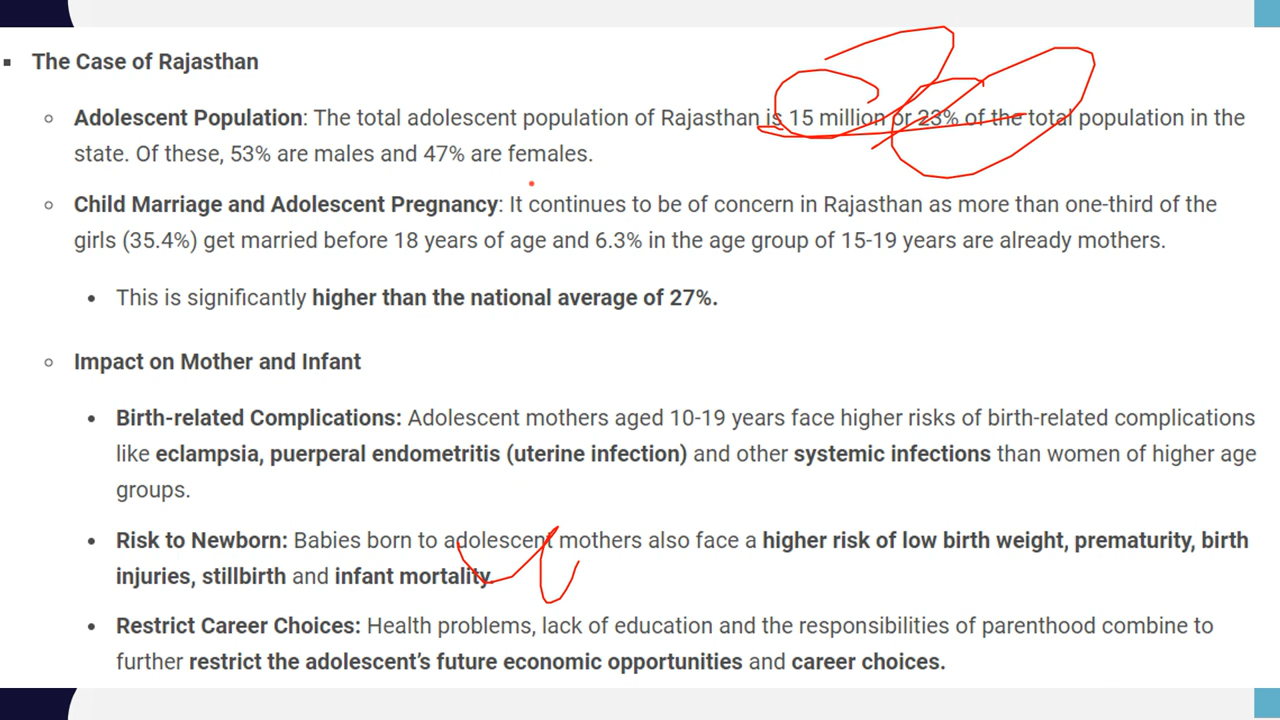 The Case of Rajasthan
Adolescent Population: The total adolescent population of Rajasthan is 15 million or 23% of the total population in the
state. Of these, 53% are males and 47% are females.
Child Marriage and Adolescent Pregnancy: It continues to be of concern in Rajasthan as more than one-third of the
girls (35.4%) get married before 18 years of age and 6.3% in the age group of 15-19 years are already mothers.
This is significantly higher than the national average of 27%.
Impact on Mother and Infant
Birth-related Complications: Adolescent mothers aged 10-19 years face higher risks of birth-related complications
like eclampsia, puerperal endometritis (uterine infection) and other systemic infections than women of higher age
groups.
Risk to Newborn: Babies born to adolescent mothers also face a higher risk of low birth weight, prematurity, birth
injuries, stillbirth and infant mortality.
Restrict Career Choices: Health problems, lack of education and the responsibilities of parenthood combine to
further restrict the adolescent's future economic opportunities and career choices.